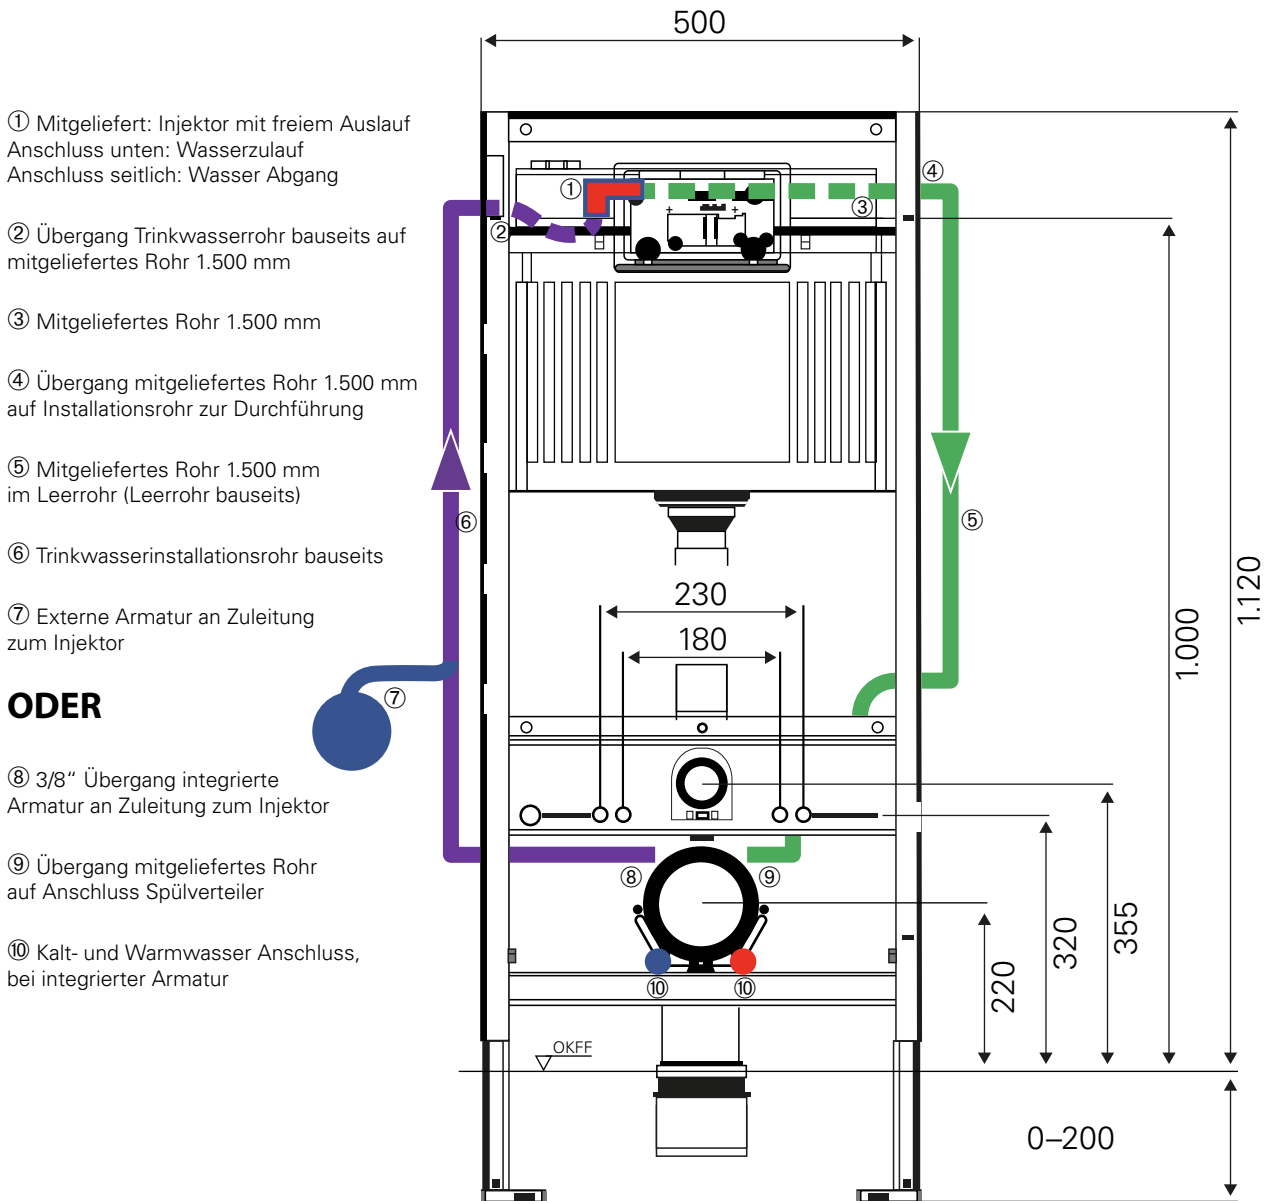 500
① Mitgeliefert: Injektor mit freiem Auslauf
Anschluss unten: Wasserzulauf
Anschluss seitlich: Wasser Abgang
② Übergang Trinkwasserrohr bauseits auf
mitgeliefertes Rohr 1.500 mm
③ Mitgeliefertes Rohr 1.500 mm
④ Übergang mitgeliefertes Rohr 1.500 mm
auf Installationsrohr zur Durchführung
⑤ Mitgeliefertes Rohr 1.500 mm
im Leerrohr (Leerrohr bauseits)
⑥ Trinkwasserinstallationsrohr bauseits
⑦ Externe Armatur an Zuleitung
zum Injektor
ODER
⑧ 3/8“ Übergang integrierte
Armatur an Zuleitung zum Injektor
⑨ Übergang mitgeliefertes Rohr
auf Anschluss Spülverteiler
⑩ Kalt- und Warmwasser Anschluss,
bei integrierter Armatur
①
④
③
②
⑥
⑤
230
180
⑦
⑧
⑨
⑩
⑩
1.120
1.000
355
320
220
OKFF
0–200